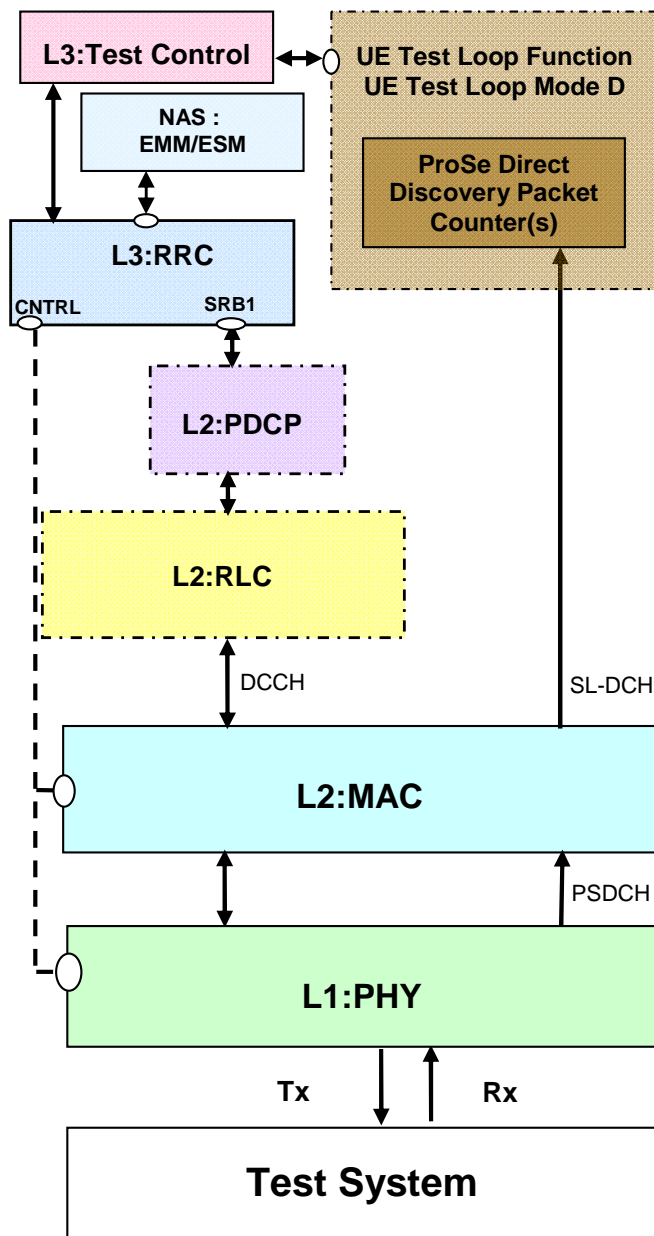 L3:Test Control
UE Test Loop Function
UE Test Loop Mode D
NAS :
EMM/ESM
ProSe Direct
Discovery Packet
Counter(s)
L3:RRC
CNTRL
SRB1
L2:PDCP
L2:RLC
DCCH
SL-DCH
L2:MAC
PSDCH
L1:PHY
Tx
Rx
Test System